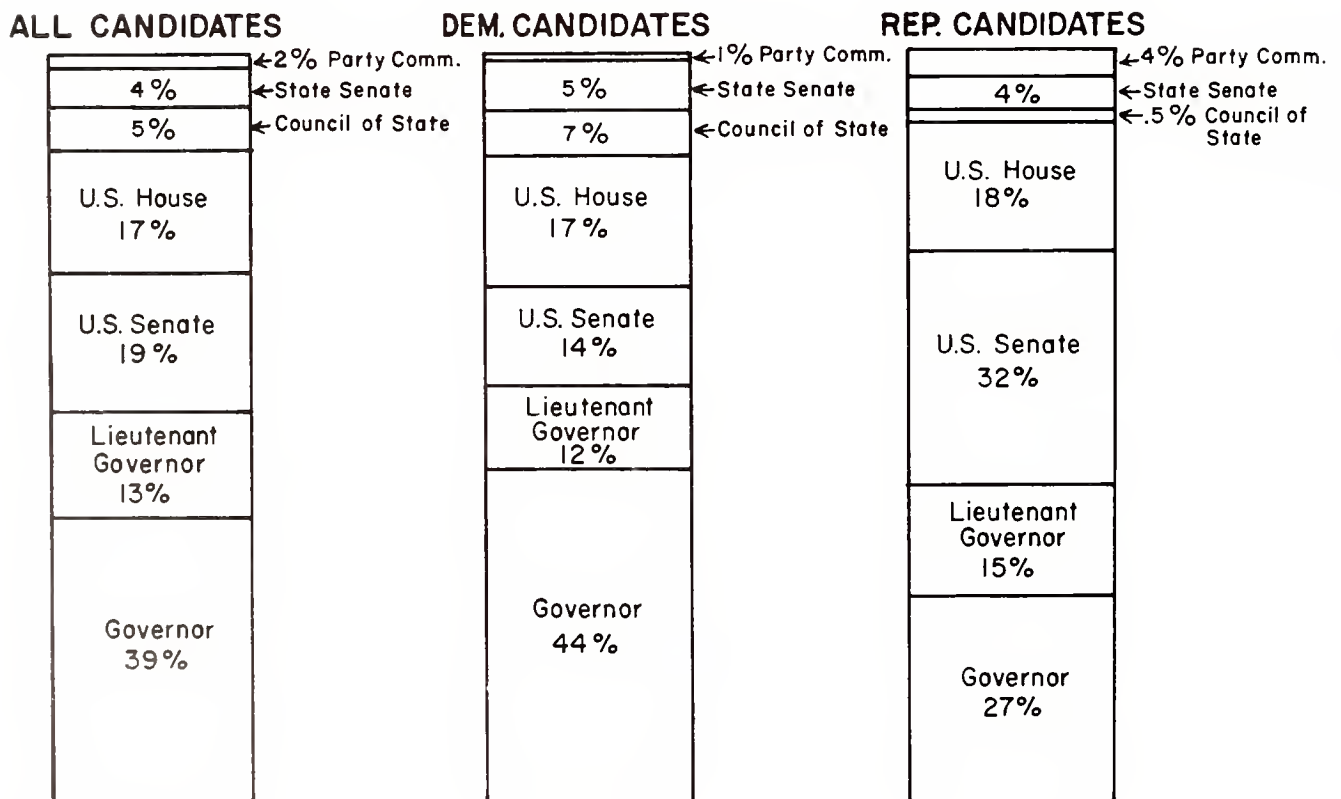 ALL CANDIDATES
2% Party Comm.
4%
State Senate
5%
Council of State
U.S. House
17%
U.S. Senate
19%
Lieutenant
Governor
13%
Governor
39%
DEM. CANDIDATES
1% Party Comm.
5%
State Senate
7%
Council of State
U.S. House
17%
U.S. Senate
14%
Lieutenant
Governor
12%
Governor
44%
REP. CANDIDATES
4% Party Comm.
4%
State Senate
.5% Council of
State
U.S. House
18%
U.S. Senate
32%
Lieutenant
Governor
15%
Governor
27%